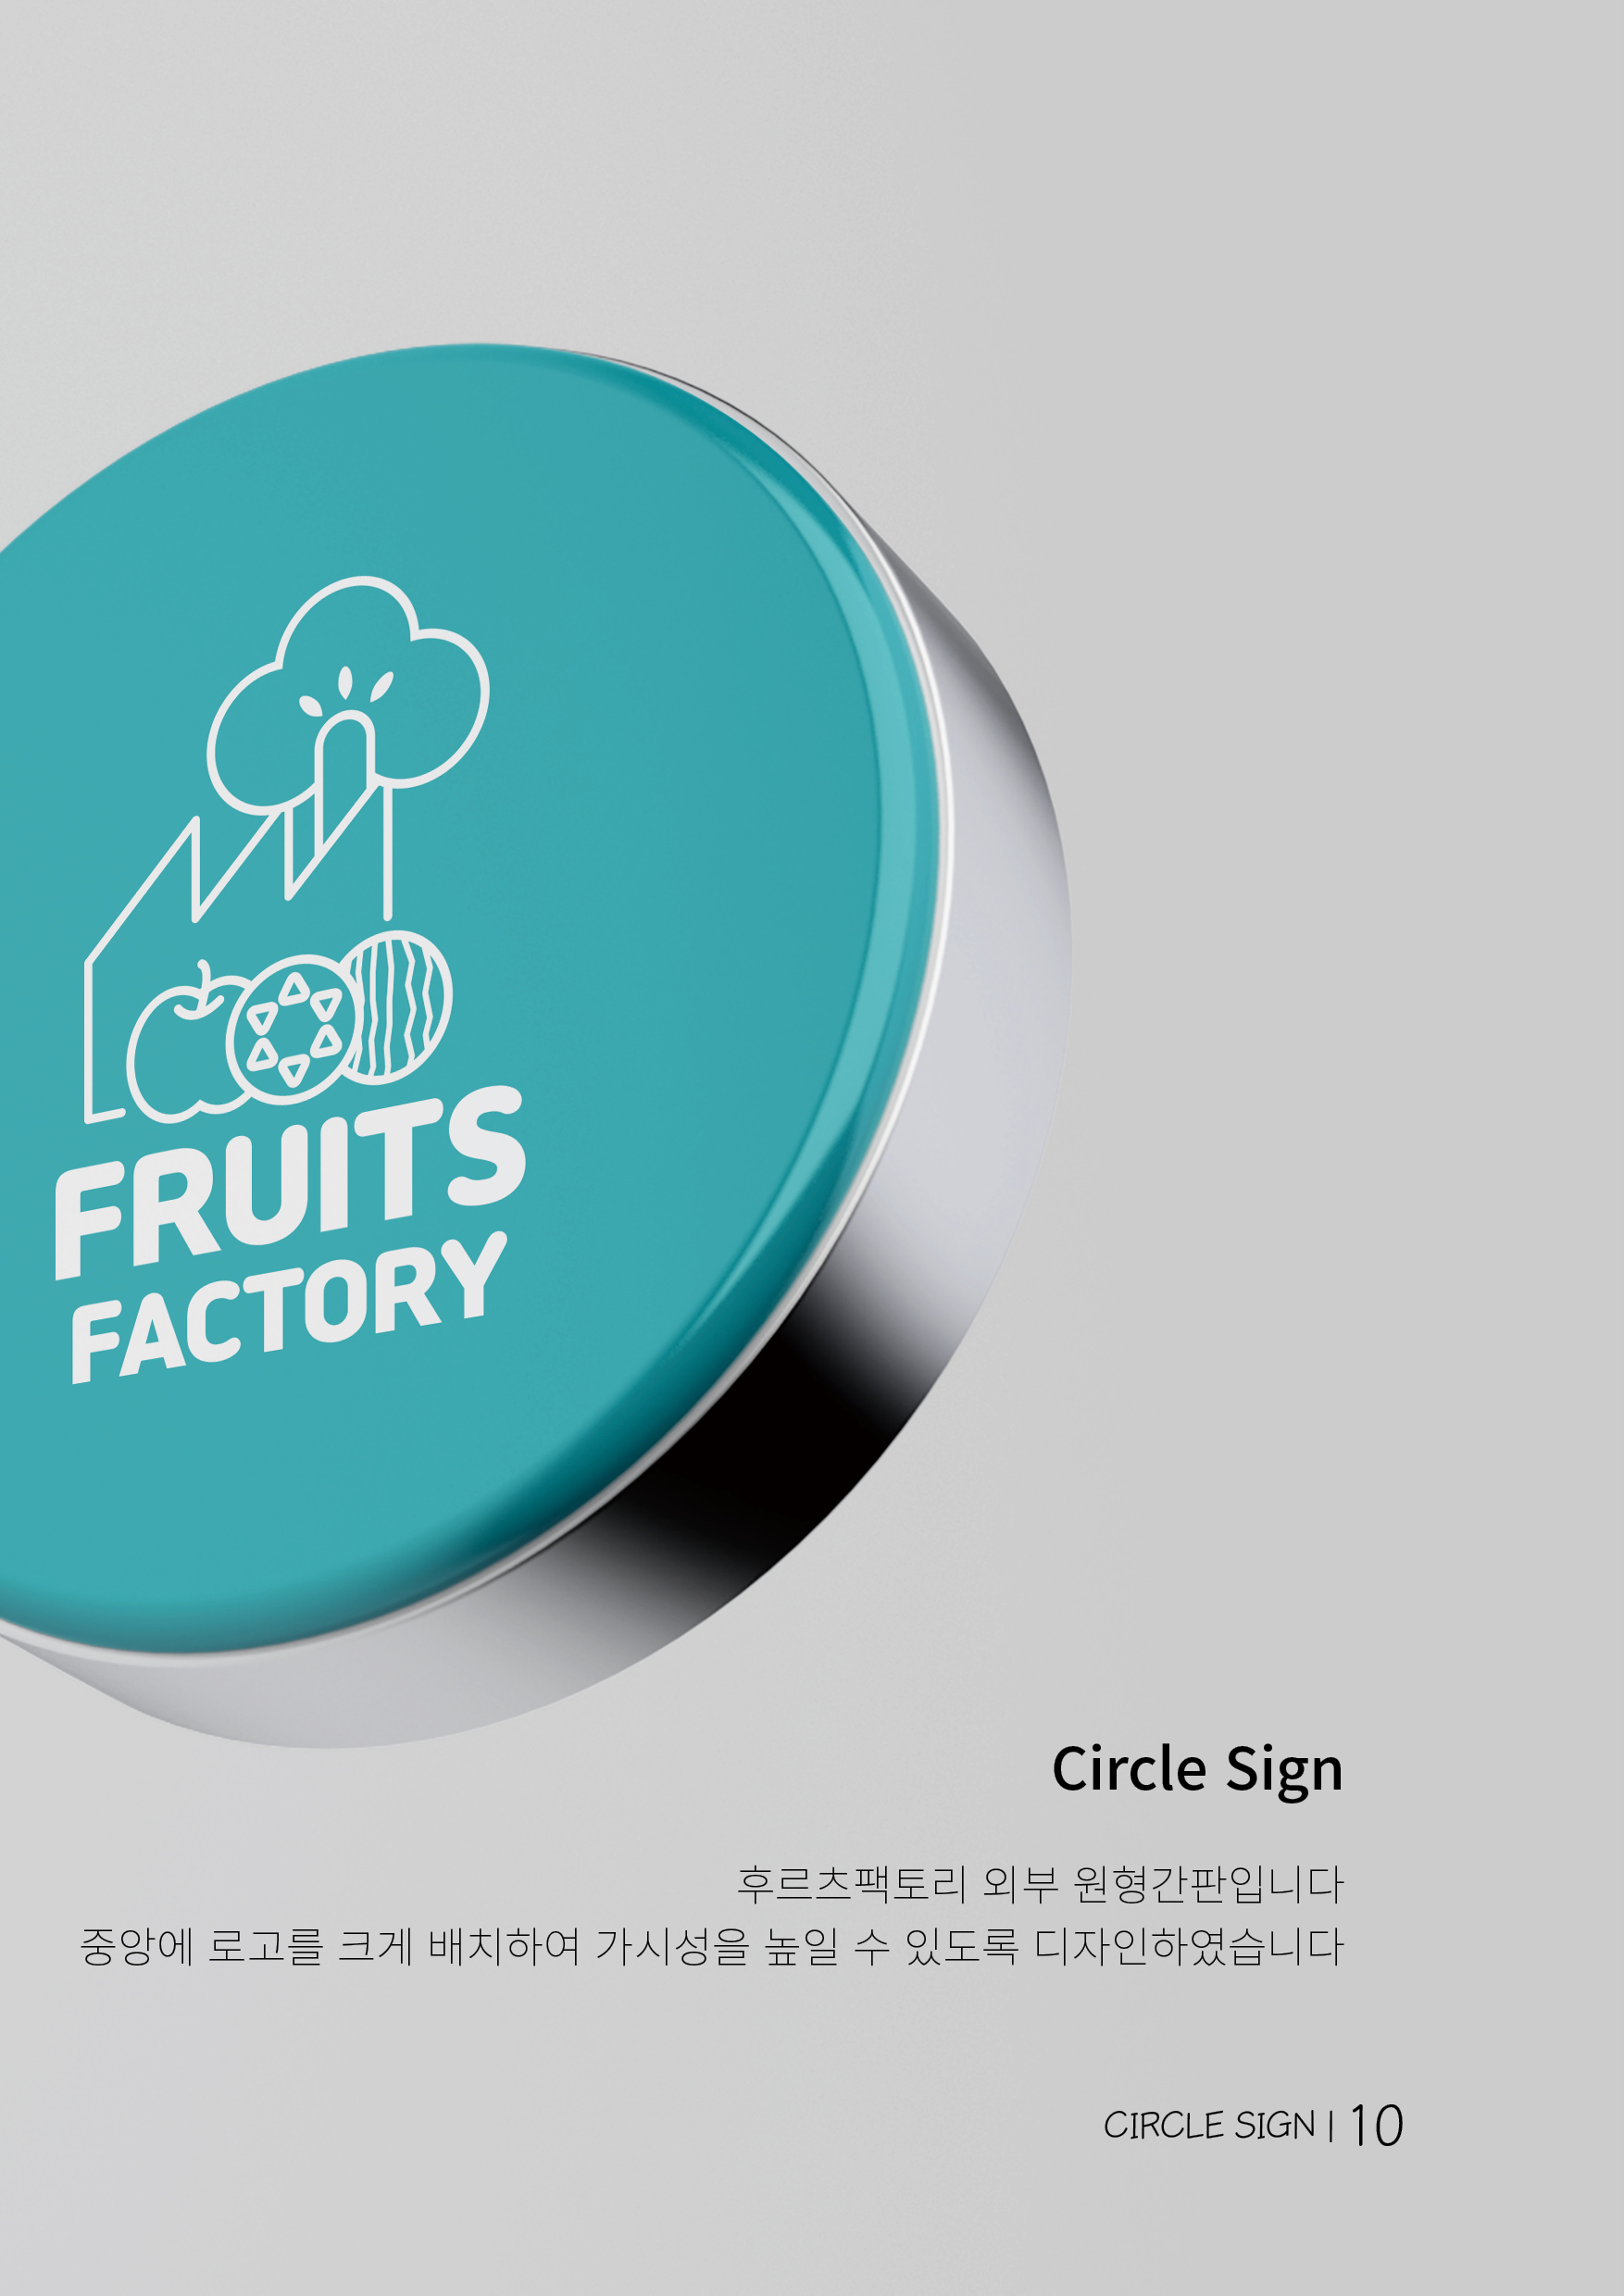 FRUITS
FACTORY
Circle Sign
후르츠팩토리 외부 원형간판입니다
중앙에 로고를 크게 배치하여 가시성을 높일 수 있도록 디자인하였습니다
CIRCLE SIGN | 10